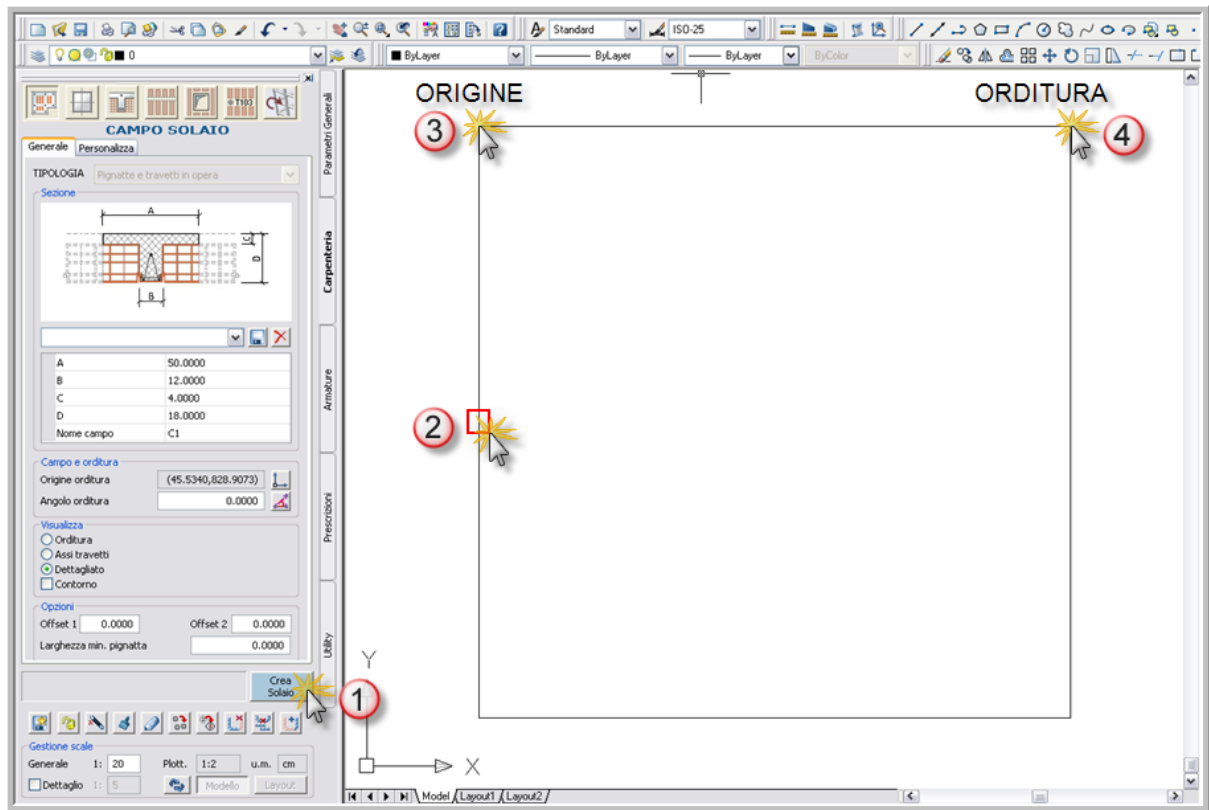 Standard ISO-25
0 ByLayer ByLayer ByLayer ByColor
T103
CAMPO SOLAIO
Generale Personalizza
TIPOLOGIA Pignatte e travetti in opera
Sezione
A
C
D
B
A 50.0000
B 12.0000
C 4.0000
D 18.0000
Nome campo C1
Campo e orditura
Origine orditura (45.5340,828.9073)
Angolo orditura 0.0000
Visualizza
Orditura
Assi travetti
Dettagliato
Contorno
Opzioni
Offset 1 0.0000 Offset 2 0.0000
Larghezza min. pignatta 0.0000
Crea
Solaio
Gestione scale
Generale 1: 20 Plott. 1:2 u.m. cm
Dettaglio 1: 5 Modello Layout
Parametri Generali
Carpenteria
Armature
Prescrizioni
Utility
ORIGINE ORDITURA
3 4
2
1
Y
X
Model Layout1 Layout2